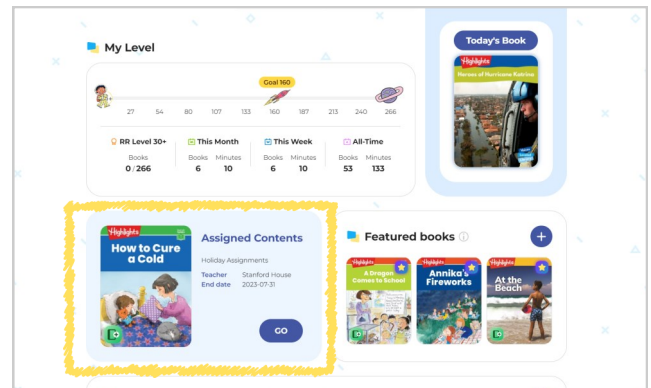 My Level
Goal 160
27 54 80 107 133 160 187 213 240 266
RR Level 30+
Books
0/266
This Month
Books Minutes
6 10
This Week
Books Minutes
6 10
All-Time
Books Minutes
53 133
Today's Book
Highlights
Heroes of Hurricane Katrina
Highlights
How to Cure
a Cold
Assigned Contents
Holiday Assignments
Teacher Stanford House
End date 2023-07-31
GO
Featured books
Highlights
A Dragon
Comes to School
Highlights
Annika's
Fireworks
Highlights
At the
Beach